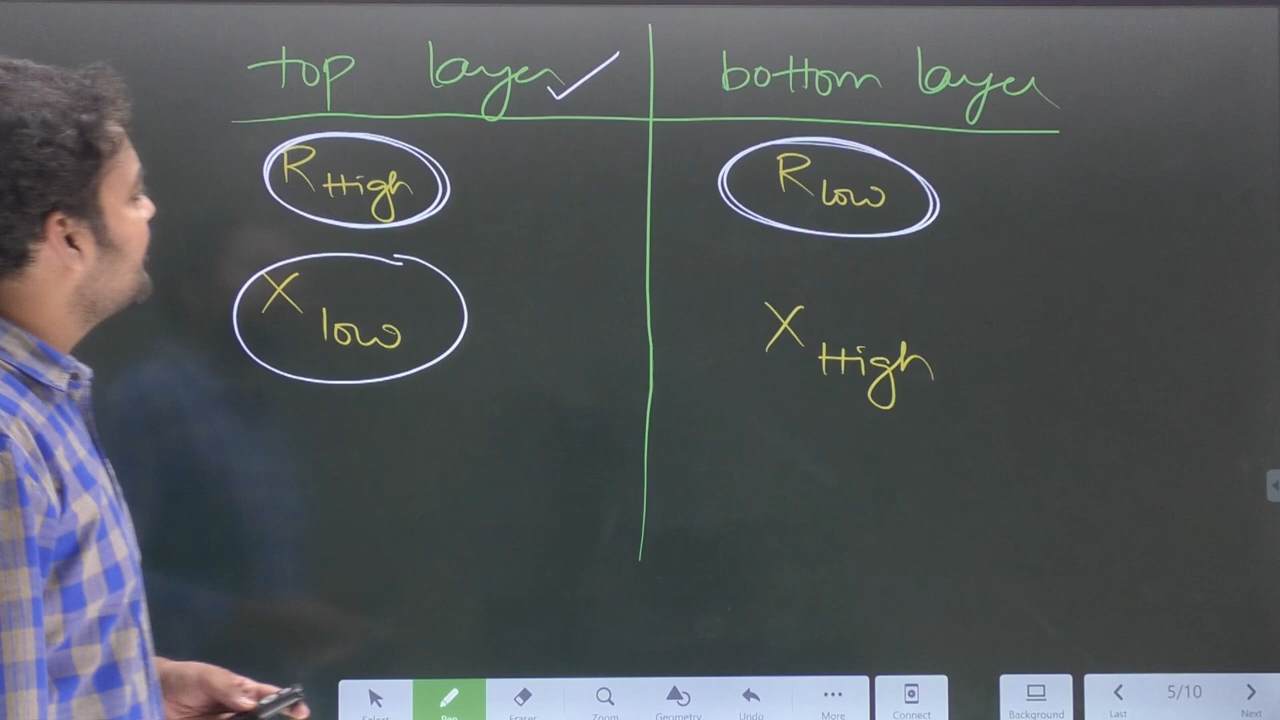 top layer
bottom layer
R High
R low
X low
X High
Select
Pen
Eraser
Zoom
Geometry
Undo
More
Connect
Background
Last
5/10
Next